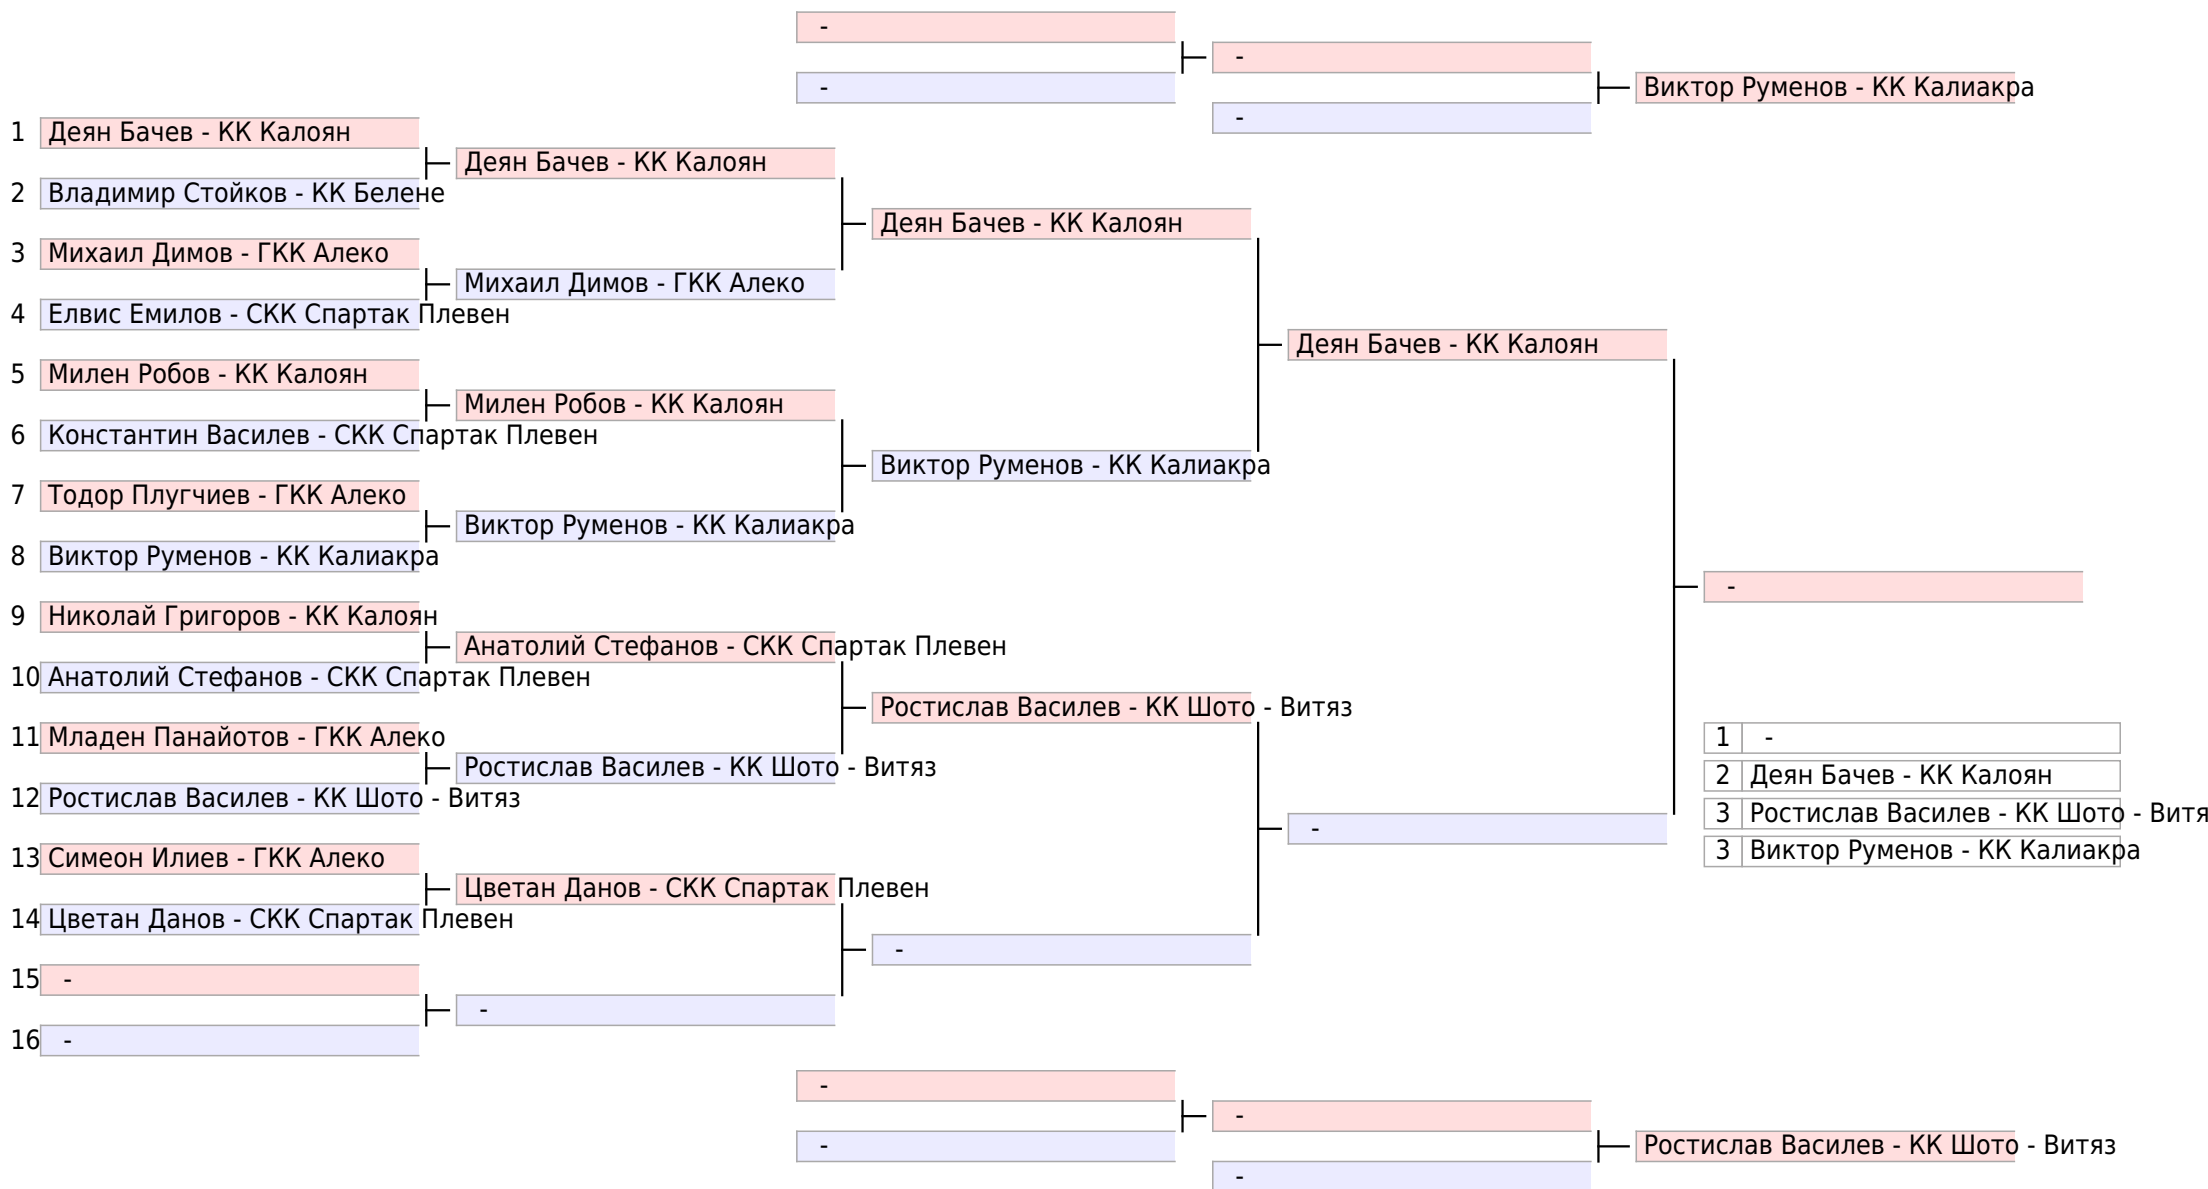 -
-
-
-
Виктор Руменов - КК Калиакра
-
1 Деян Бачев - КК Калоян
Деян Бачев - КК Калоян
2 Владимир Стойков - КК Белене
Деян Бачев - КК Калоян
3 Михаил Димов - ГКК Алеко
Михаил Димов - ГКК Алеко
4 Елвис Емилов - СКК Спартак Плевен
Деян Бачев - КК Калоян
5 Милен Робов - КК Калоян
Милен Робов - КК Калоян
6 Константин Василев - СКК Спартак Плевен
Виктор Руменов - КК Калиакра
7 Тодор Плугчиев - ГКК Алеко
Виктор Руменов - КК Калиакра
8 Виктор Руменов - КК Калиакра
-
9 Николай Григоров - КК Калоян
Анатолий Стефанов - СКК Спартак Плевен
10 Анатолий Стефанов - СКК Спартак Плевен
Ростислав Василев - КК Шото - Витяз
11 Младен Панайотов - ГКК Алеко
1 -
Ростислав Василев - КК Шото - Витяз
2 Деян Бачев - КК Калоян
12 Ростислав Василев - КК Шото - Витяз
3 Ростислав Василев - КК Шото - Витя
-
3 Виктор Руменов - КК Калиакра
13 Симеон Илиев - ГКК Алеко
Цветан Данов - СКК Спартак Плевен
14 Цветан Данов - СКК Спартак Плевен
-
15 -
-
16 -
-
-
-
Ростислав Василев - КК Шото - Витяз
-